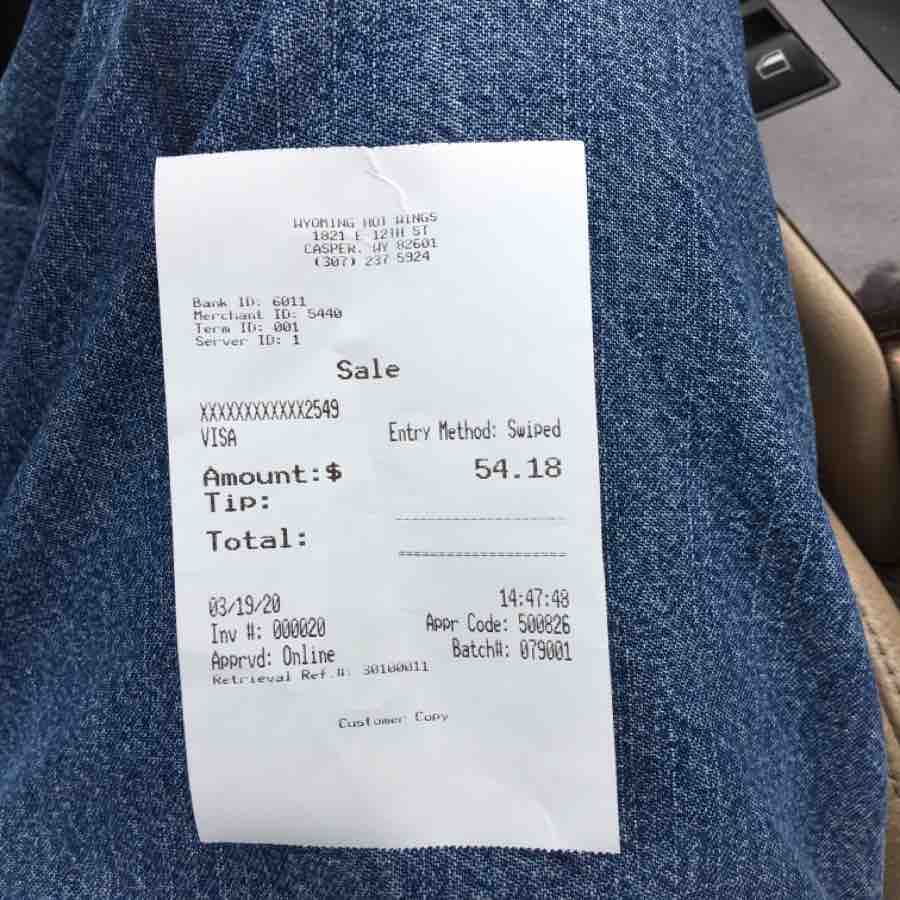 WYOMING HOT WINGS
1821 E 12TH ST
CASPER, WY 82601
(307) 237-5924
Bank ID: 6011
Merchant ID: 5440
Term ID: 001
Server ID: 1
Sale
XXXXXXXXXXXX2549
VISA Entry Method: Swiped
Amount:$ 54.18
Tip:
Total:
03/19/20 14:47:48
Inv #: 000020 Appr Code: 500826
Apprvd: Online Batch#: 079001
Retrieval Ref.#: 30100011
Customer Copy